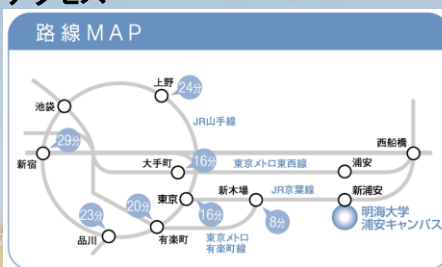 アクセス
路線MAP
上野
24分
池袋
JR山手線
29分
新宿
西船橋
大手町
16分
東京メトロ東西線
浦安
東京
新木場
JR京葉線
新浦安
20分
16分
8分
23分
明海大学
浦安キャンパス
品川
有楽町
東京メトロ
有楽町線